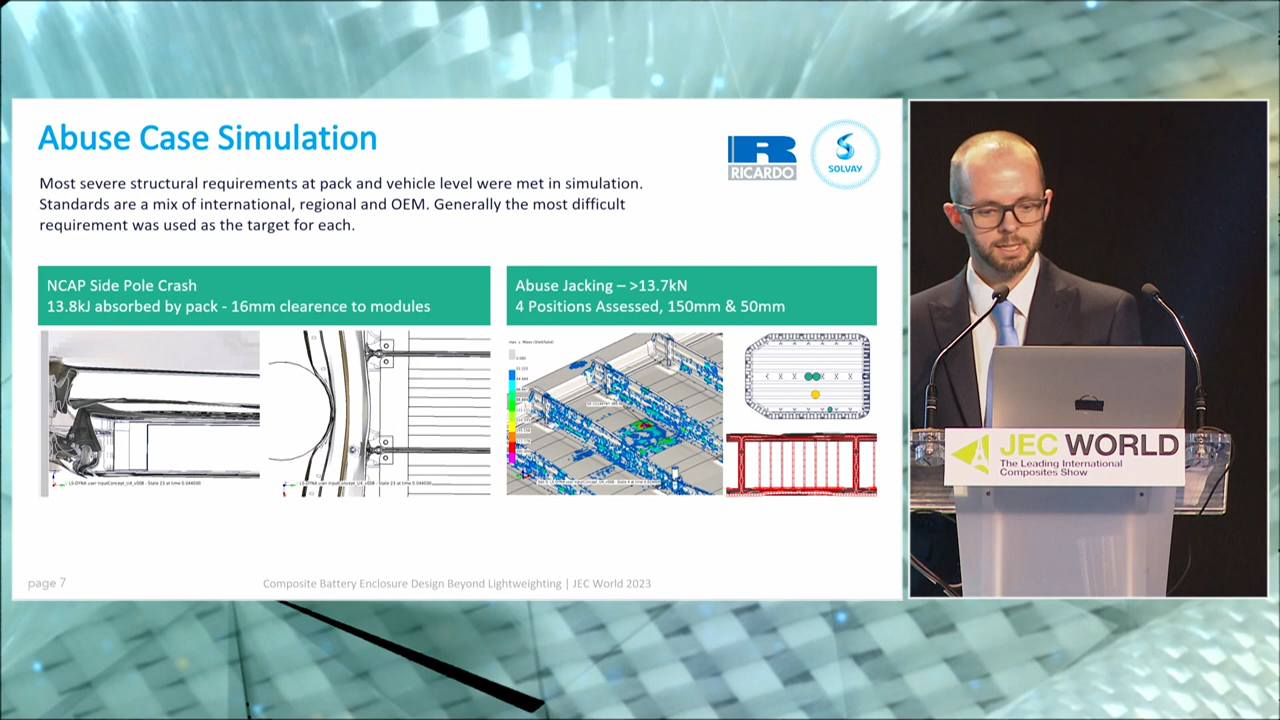 Abuse Case Simulation
RICARDO
SOLVAY
Most severe structural requirements at pack and vehicle level were met in simulation.
Standards are a mix of international, regional and OEM. Generally the most difficult
requirement was used as the target for each.
NCAP Side Pole Crash
13.8kJ absorbed by pack - 16mm clearence to modules
Abuse Jacking – >13.7kN
4 Positions Assessed, 150mm & 50mm
page 7
Composite Battery Enclosure Design Beyond Lightweighting | JEC World 2023
JEC WORLD
The Leading International
Composites Show